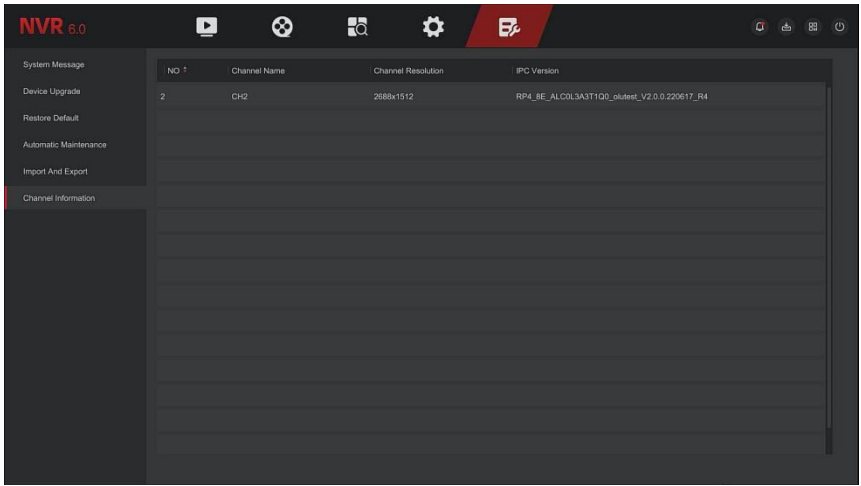 NVR 6.0
System Message
Device Upgrade
Restore Default
Automatic Maintenance
Import And Export
Channel Information
NO Channel Name Channel Resolution IPC Version
2 CH2 2688x1512 RP4_8E_ALC0L3A3T1Q0_olutest_V2.0.0.220617_R4